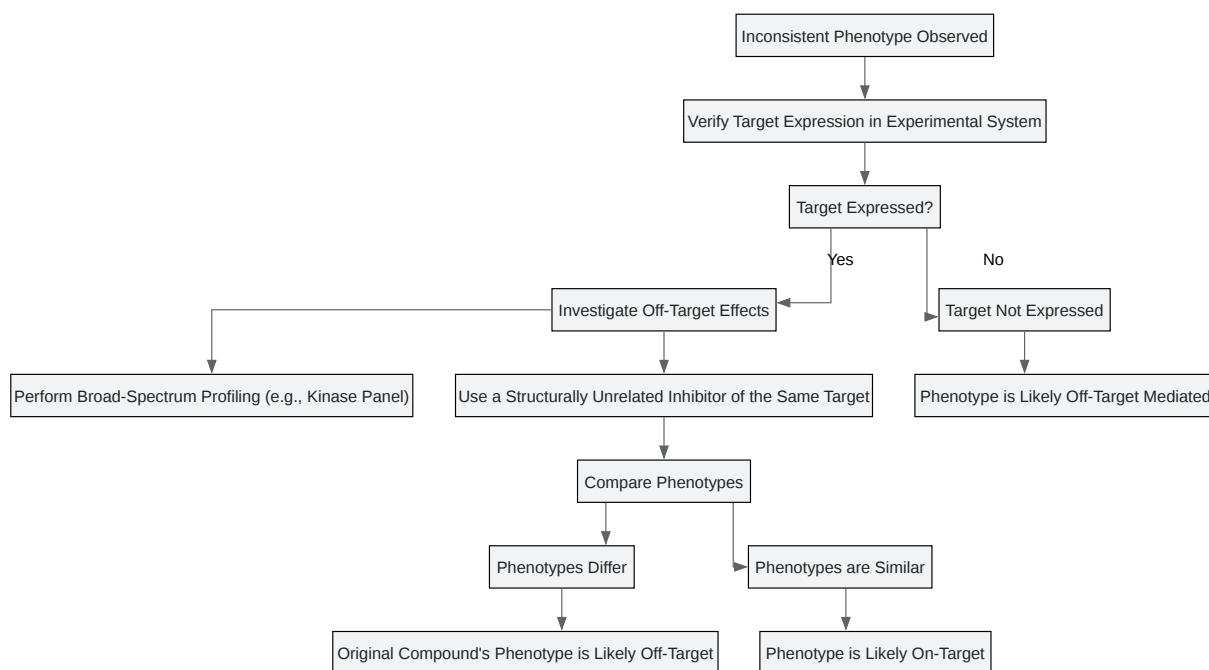 Inconsistent Phenotype Observed
Verify Target Expression in Experimental System
Target Expressed?
Yes
No
Investigate Off-Target Effects
Target Not Expressed
Perform Broad-Spectrum Profiling (e.g., Kinase Panel)
Use a Structurally Unrelated Inhibitor of the Same Target
Phenotype is Likely Off-Target Mediated
Compare Phenotypes
Phenotypes Differ
Phenotypes are Similar
Original Compound's Phenotype is Likely Off-Target
Phenotype is Likely On-Target